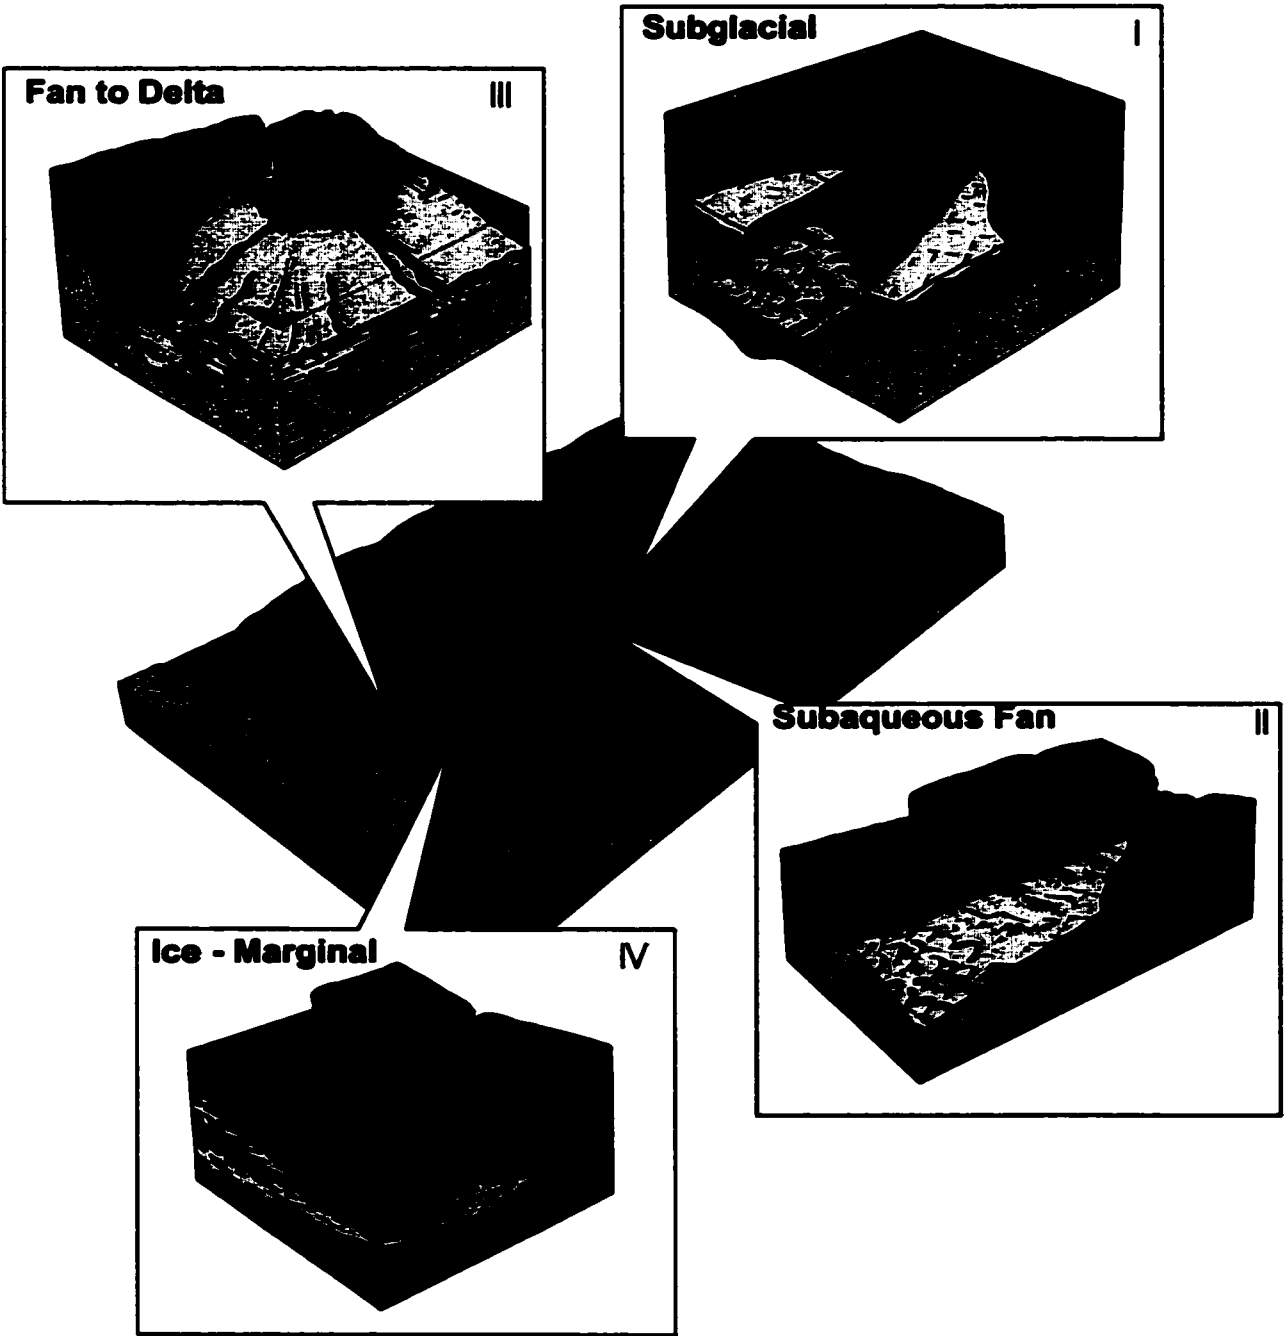 Subglacial I
Fan to Delta III
Subaqueous Fan II
Ice - Marginal IV